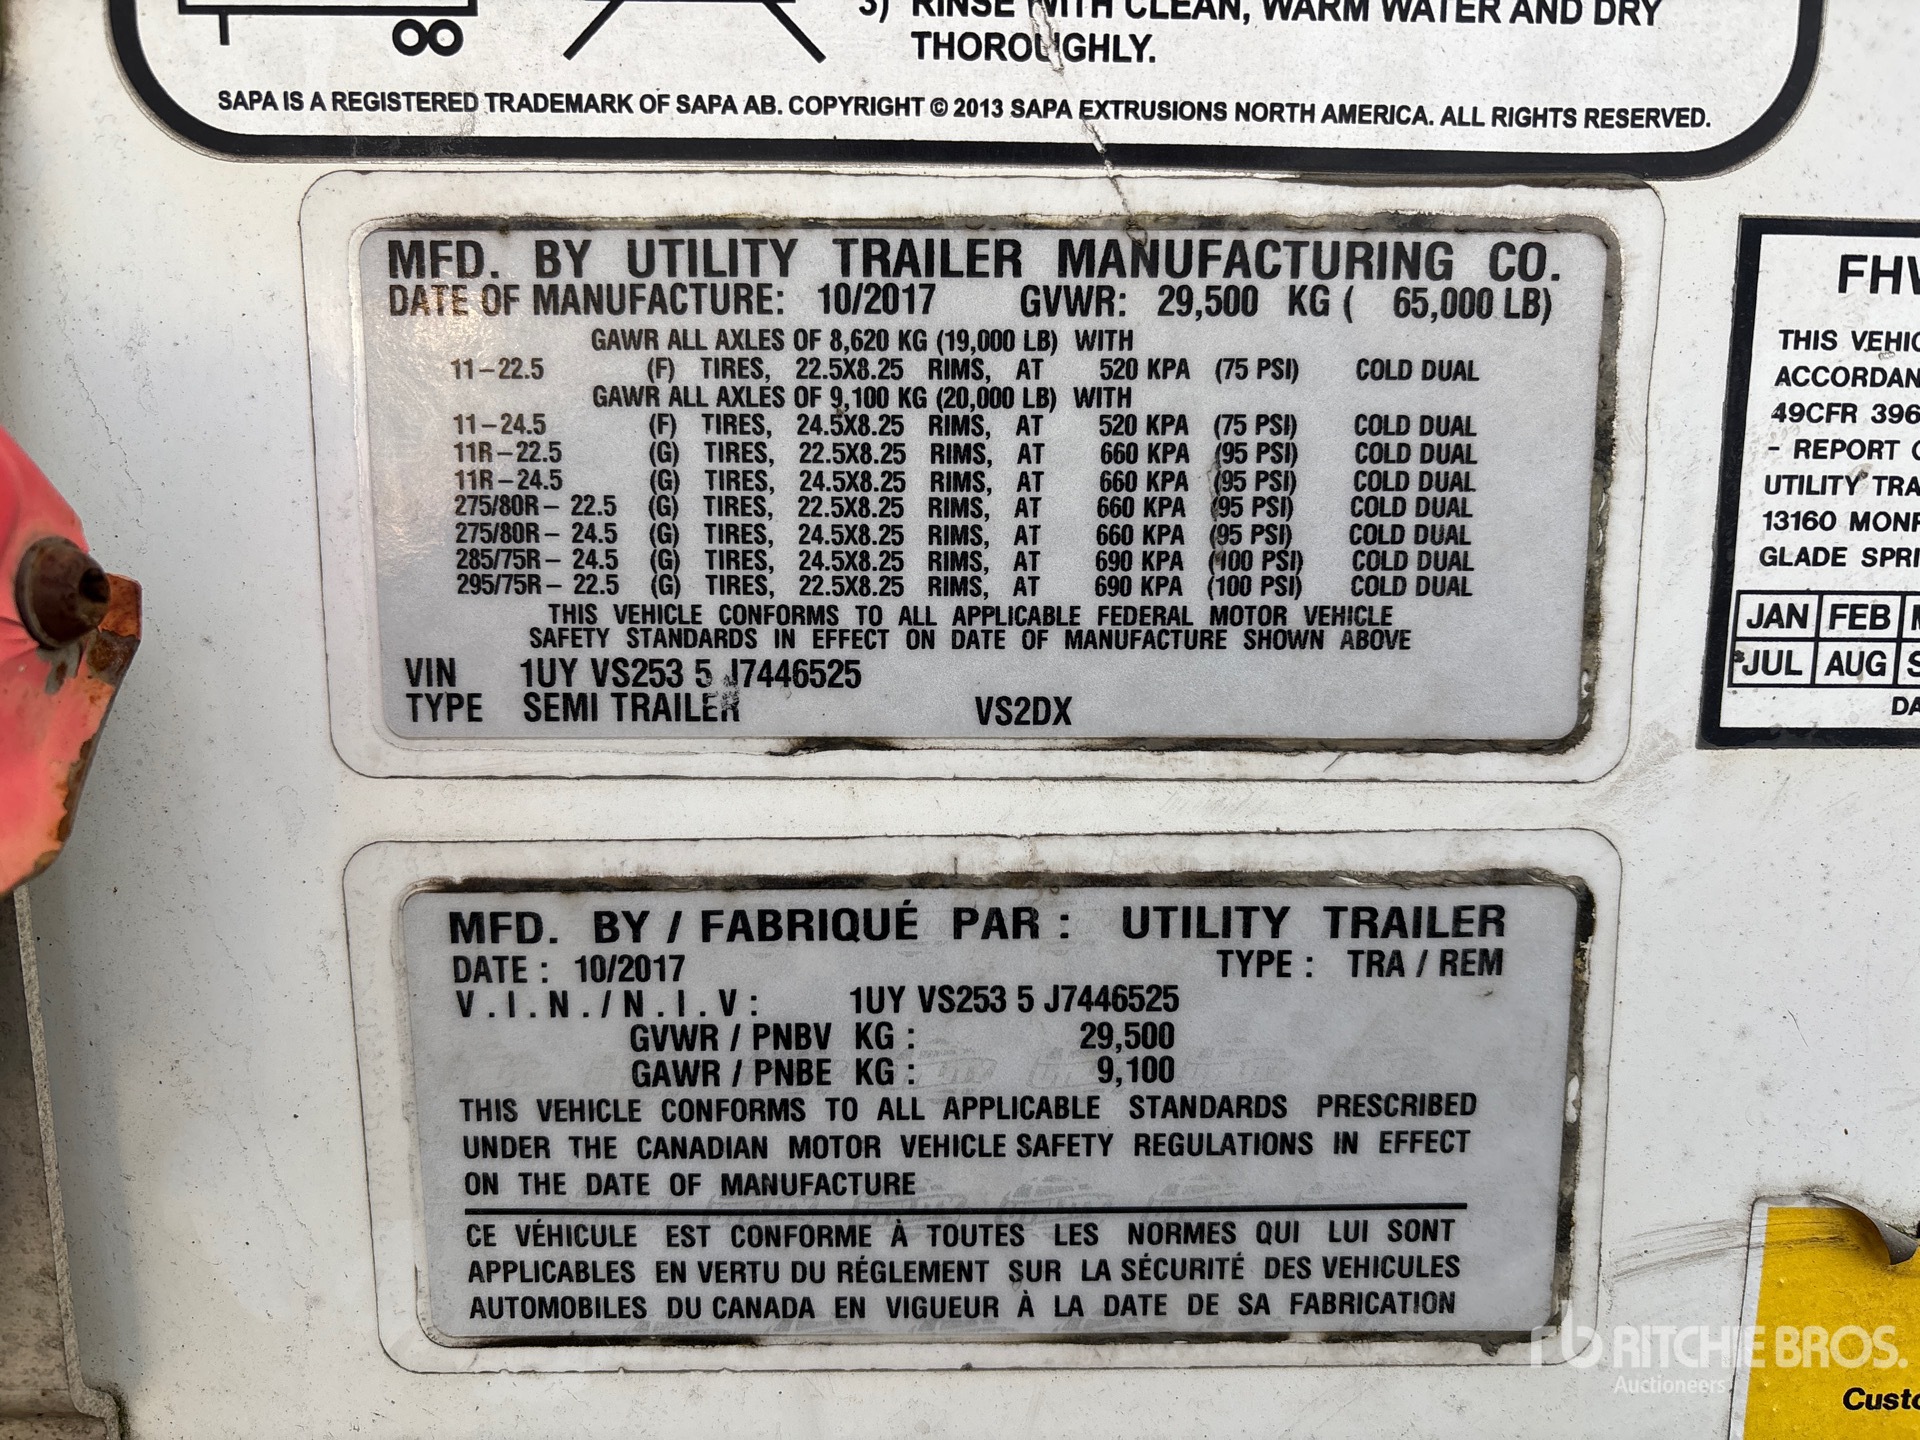 3) RINSE WITH CLEAN, WARM WATER AND DRY
THOROUGHLY.
SAPA IS A REGISTERED TRADEMARK OF SAPA AB. COPYRIGHT © 2013 SAPA EXTRUSIONS NORTH AMERICA. ALL RIGHTS RESERVED.
MFD. BY UTILITY TRAILER MANUFACTURING CO.
DATE OF MANUFACTURE: 10/2017 GVWR: 29,500 KG ( 65,000 LB)
GAWR ALL AXLES OF 8,620 KG (19,000 LB) WITH
11-22.5 (F) TIRES, 22.5X8.25 RIMS, AT 520 KPA (75 PSI) COLD DUAL
GAWR ALL AXLES OF 9,100 KG (20,000 LB) WITH
11-24.5 (F) TIRES, 24.5X8.25 RIMS, AT 520 KPA (75 PSI) COLD DUAL
11R-22.5 (G) TIRES, 22.5X8.25 RIMS, AT 660 KPA (95 PSI) COLD DUAL
11R-24.5 (G) TIRES, 24.5X8.25 RIMS, AT 660 KPA (95 PSI) COLD DUAL
275/80R- 22.5 (G) TIRES, 22.5X8.25 RIMS, AT 660 KPA (95 PSI) COLD DUAL
275/80R- 24.5 (G) TIRES, 24.5X8.25 RIMS, AT 660 KPA (95 PSI) COLD DUAL
285/75R- 24.5 (G) TIRES, 24.5X8.25 RIMS, AT 690 KPA (100 PSI) COLD DUAL
295/75R- 22.5 (G) TIRES, 22.5X8.25 RIMS, AT 690 KPA (100 PSI) COLD DUAL
THIS VEHICLE CONFORMS TO ALL APPLICABLE FEDERAL MOTOR VEHICLE
SAFETY STANDARDS IN EFFECT ON DATE OF MANUFACTURE SHOWN ABOVE
VIN 1UY VS253 5 J7446525
TYPE SEMI TRAILER VS2DX
MFD. BY / FABRIQUÉ PAR : UTILITY TRAILER
DATE : 10/2017 TYPE : TRA / REM
V.I.N./N.I.V: 1UY VS253 5 J7446525
GVWR / PNBV KG : 29,500
GAWR / PNBE KG : 9,100
THIS VEHICLE CONFORMS TO ALL APPLICABLE STANDARDS PRESCRIBED
UNDER THE CANADIAN MOTOR VEHICLE SAFETY REGULATIONS IN EFFECT
ON THE DATE OF MANUFACTURE
CE VÉHICULE EST CONFORME À TOUTES LES NORMES QUI LUI SONT
APPLICABLES EN VERTU DU RÉGLEMENT SUR LA SÉCURITÉ DES VEHICULES
AUTOMOBILES DU CANADA EN VIGUEUR À LA DATE DE SA FABRICATION
THIS
49CFR 396
- REPORT
UTILITY
13160
GLADE
JAN FEB
JUL AUG
RITCHIE BROS.
Auctioneers